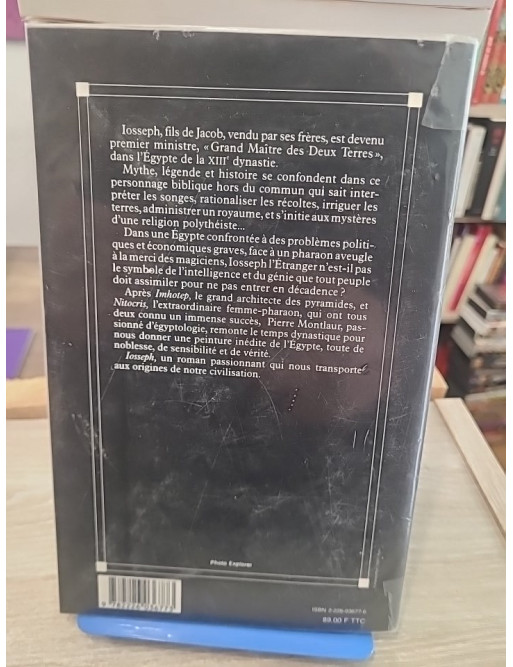 Iosseph, fils de Jacob, vendu par ses frères, est devenu
premier ministre, « Grand Maître des Deux Terres »,
dans l'Égypte de la XIIIᵉ dynastie.
Mythe, légende et histoire se confondent dans ce
personnage biblique hors du commun qui sait inter-
préter les songes, rationaliser les récoltes, irriguer les
terres, administrer un royaume, et s'initie aux mystères
d'une religion polythéiste...
Dans une Égypte confrontée à des problèmes politi-
ques et économiques graves, face à un pharaon aveugle
à la merci des magiciens, Iosseph l'Étranger n'est-il pas
le symbole de l'intelligence et du génie que tout peuple
doit assimiler pour ne pas entrer en décadence ?
Après Imhotep, le grand architecte des pyramides, et
Nitocris, l'extraordinaire femme-pharaon, qui ont tous
deux connu un immense succès, Pierre Montlaur, pas-
sionné d'égyptologie, remonte le temps dynastique pour
nous donner une peinture inédite de l'Égypte, toute de
noblesse, de sensibilité et de vérité.
Iosseph, un roman passionnant qui nous transporte
aux origines de notre civilisation.
Photo Explorer
ISBN
89.00 F TTC